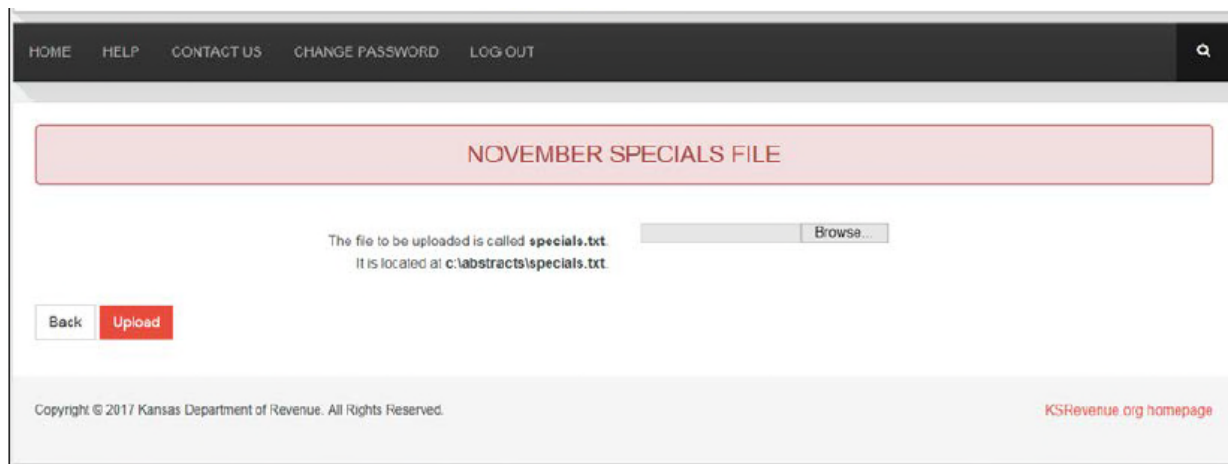 HOME HELP CONTACT US CHANGE PASSWORD LOG OUT
NOVEMBER SPECIALS FILE
The file to be uploaded is called specials.txt.
It is located at c:\abstracts\specials.txt.
Browse...
Back Upload
Copyright © 2017 Kansas Department of Revenue. All Rights Reserved.
KSRevenue.org homepage